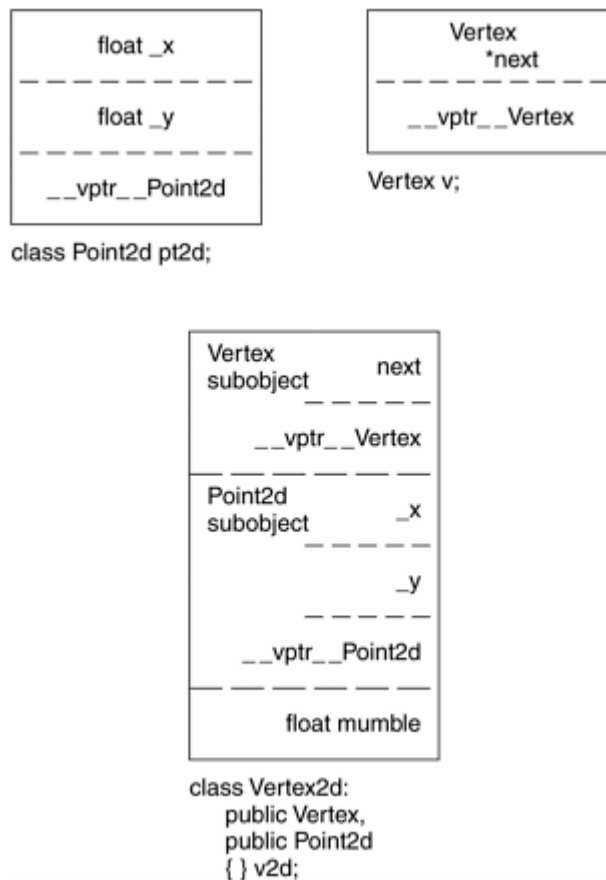 float _x
float _y
__vptr__Point2d
class Point2d pt2d;
Vertex
*next
__vptr__Vertex
Vertex v;
Vertex
subobject next
__vptr__Vertex
Point2d
subobject _x
_y
__vptr__Point2d
float mumble
class Vertex2d:
public Vertex,
public Point2d
{ } v2d;